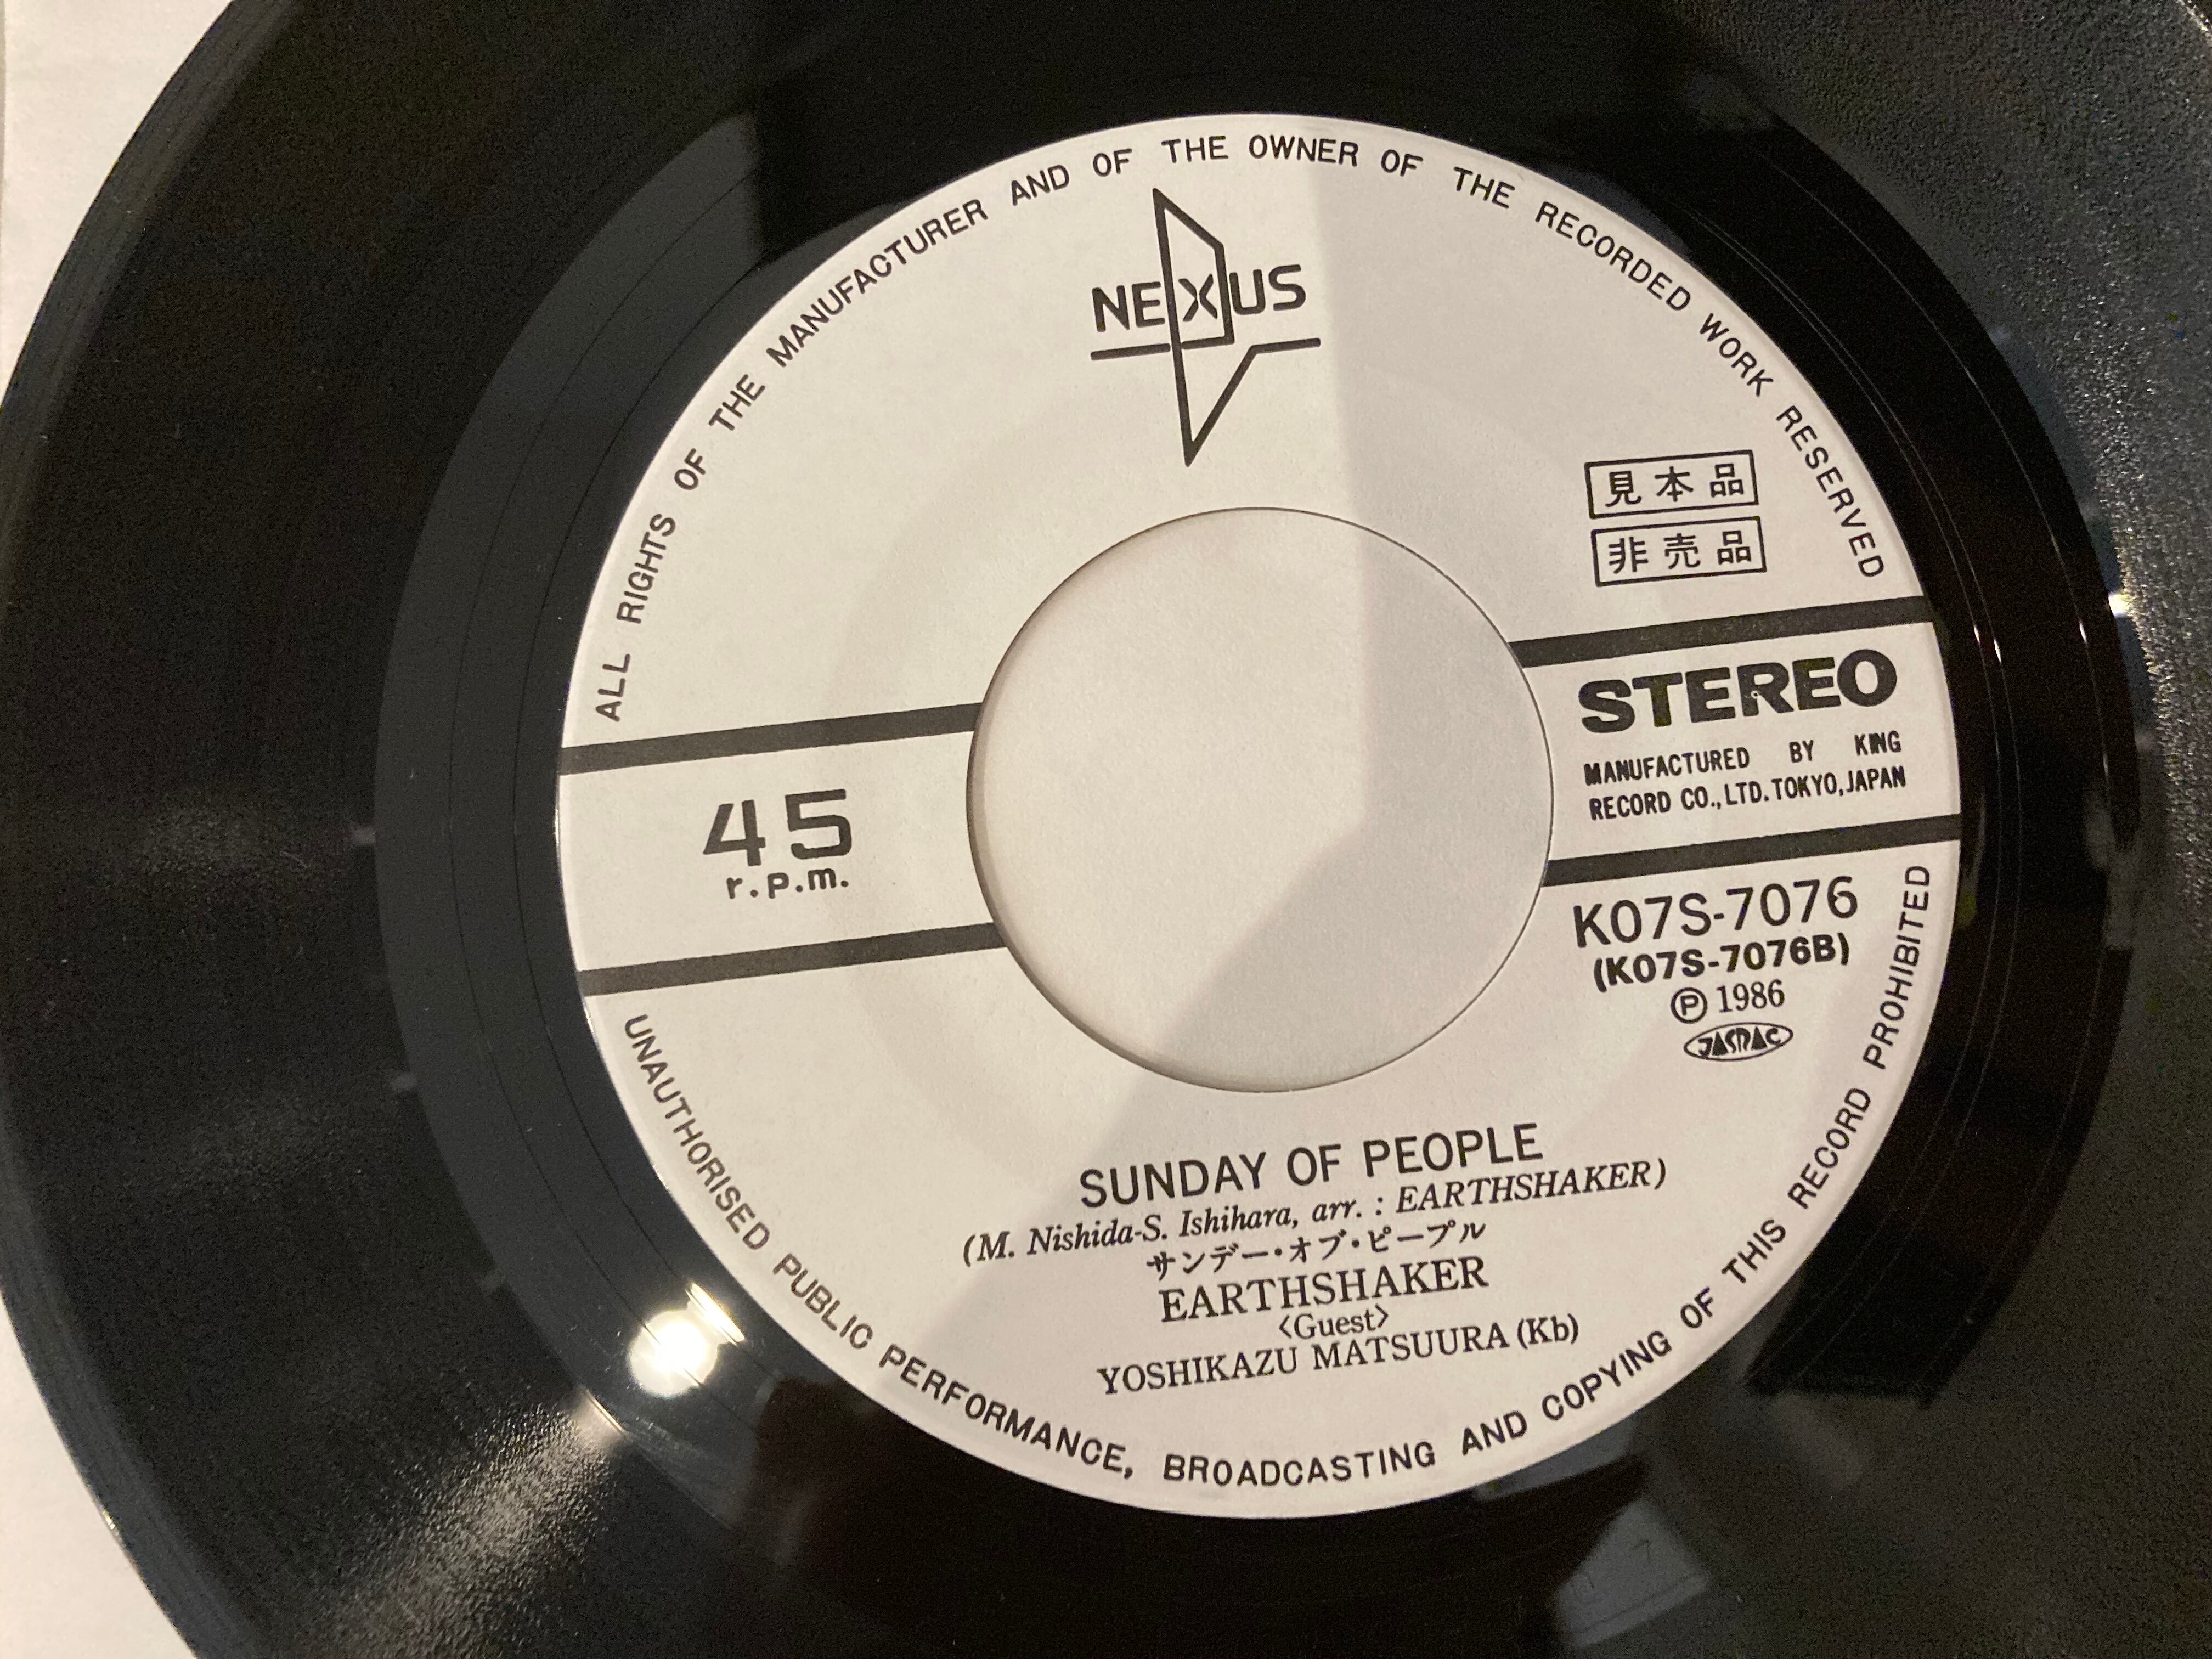 ALL RIGHTS OF THE MANUFACTURER AND OF THE OWNER OF THE RECORDED WORK RESERVED
NEXUS
見本品
非売品
45
r.p.m.
STEREO
MANUFACTURED BY KING
RECORD CO., LTD. TOKYO, JAPAN
K07S-7076
(K07S-7076B)
Ⓟ 1986
JASRAC
SUNDAY OF PEOPLE
(M. Nishida-S. Ishihara, arr. : EARTHSHAKER)
サンデー・オブ・ピープル
EARTHSHAKER
〈Guest〉
YOSHIKAZU MATSUURA (Kb)
UNAUTHORISED PUBLIC PERFORMANCE, BROADCASTING AND COPYING OF THIS RECORD PROHIBITED